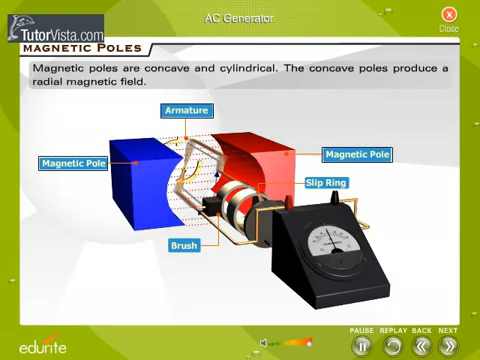 AC Generator
Close
TutorVista.com
MAGNETIC POLES
Magnetic poles are concave and cylindrical. The concave poles produce a
radial magnetic field.
Armature
Magnetic Pole
Magnetic Pole
Slip Ring
Brush
PAUSE REPLAY BACK NEXT
edurite